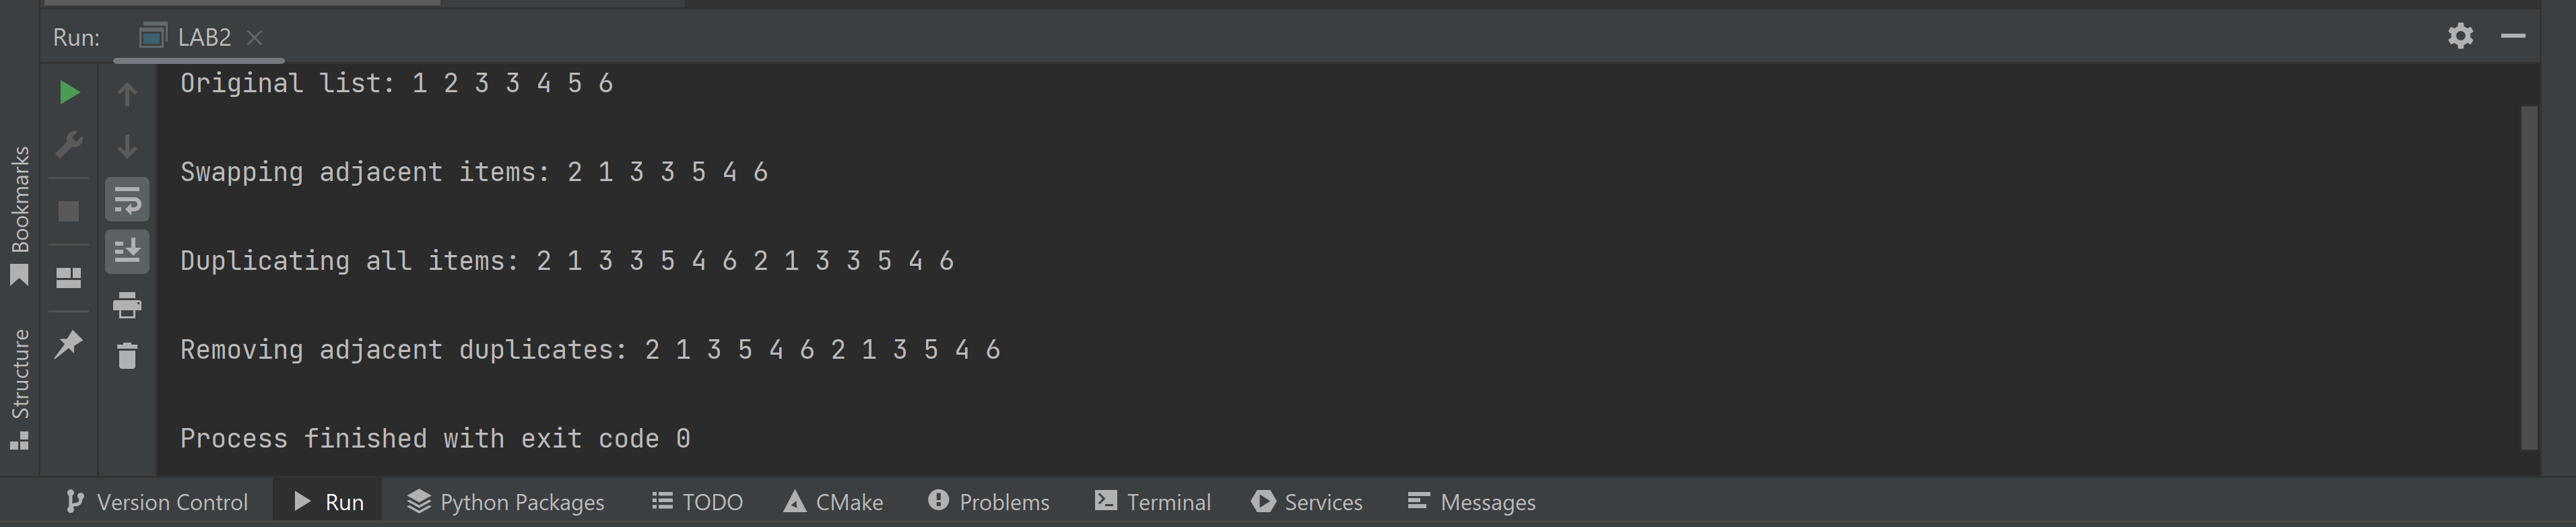 Run: LAB2
Original list: 1 2 3 3 4 5 6
Swapping adjacent items: 2 1 3 3 5 4 6
Duplicating all items: 2 1 3 3 5 4 6 2 1 3 3 5 4 6
Removing adjacent duplicates: 2 1 3 5 4 6 2 1 3 5 4 6
Process finished with exit code 0
Bookmarks
Structure
Version Control Run Python Packages TODO CMake Problems Terminal Services Messages